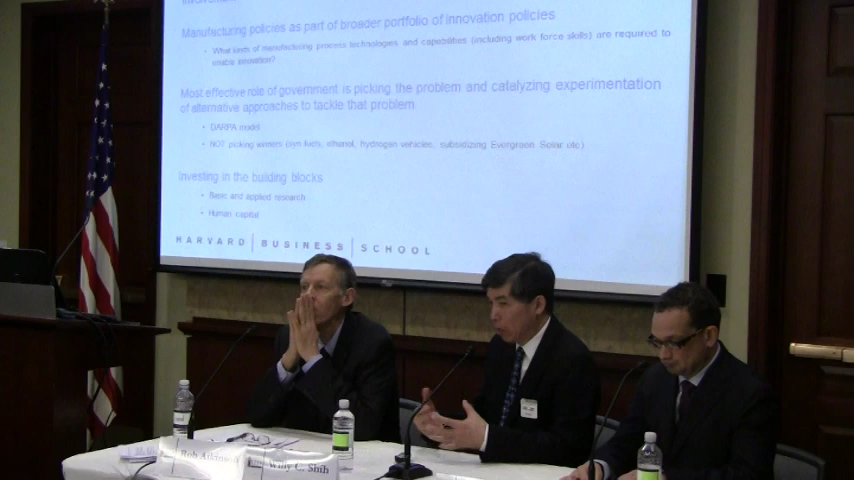 Manufacturing policies as part of broader portfolio of innovation policies
• What kinds of manufacturing process technologies and capabilities (including work force skills) are required to
enable innovation?
Most effective role of government is picking the problem and catalyzing experimentation
of alternative approaches to tackle that problem
• DARPA model
• NOT picking winners (syn fuels, ethanol, hydrogen vehicles, subsidizing Evergreen Solar etc)
Investing in the building blocks
• Basic and applied research
• Human capital
HARVARD | BUSINESS | SCHOOL
Rob Atkinson
Willy C. Shih